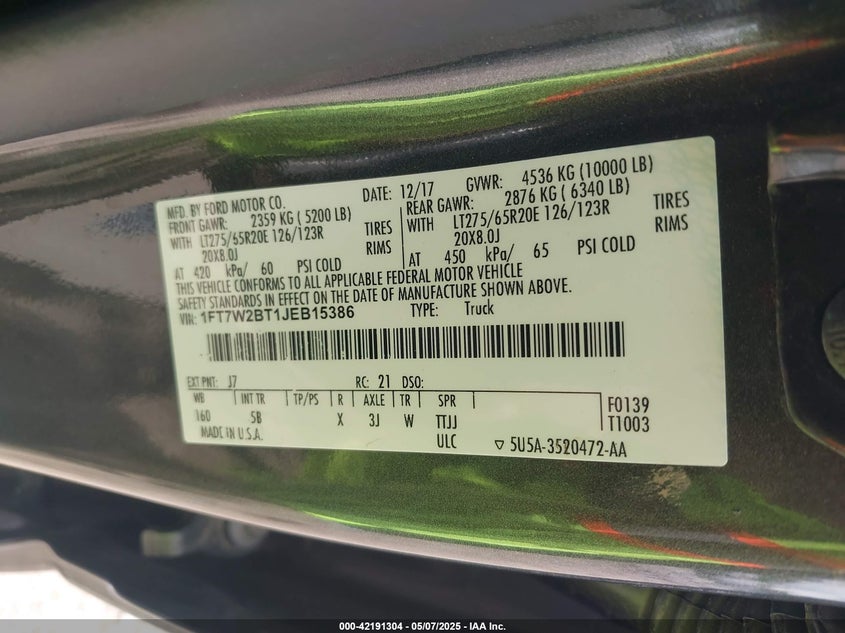 MFD. BY FORD MOTOR CO.
DATE: 12/17 GVWR: 4536 KG (10000 LB)
FRONT GAWR: 2359 KG ( 5200 LB) REAR GAWR: 2876 KG ( 6340 LB)
WITH LT275/65R20E 126/123R TIRES WITH LT275/65R20E 126/123R TIRES
20X8.0J RIMS 20X8.0J RIMS
AT 420 kPa/ 60 PSI COLD AT 450 kPa/ 65 PSI COLD
THIS VEHICLE CONFORMS TO ALL APPLICABLE FEDERAL MOTOR VEHICLE
SAFETY STANDARDS IN EFFECT ON THE DATE OF MANUFACTURE SHOWN ABOVE.
VIN: 1FT7W2BT1JEB15386 TYPE: Truck
EXT PNT: J7 RC: 21 DSO:
WB INT TR TP/PS R AXLE TR SPR F0139
160 5B X 3J W TTJJ T1003
MADE IN U.S.A. ULC ▽ 5U5A-3520472-AA
000-42191304 — 05/07/2025 - IAA Inc.